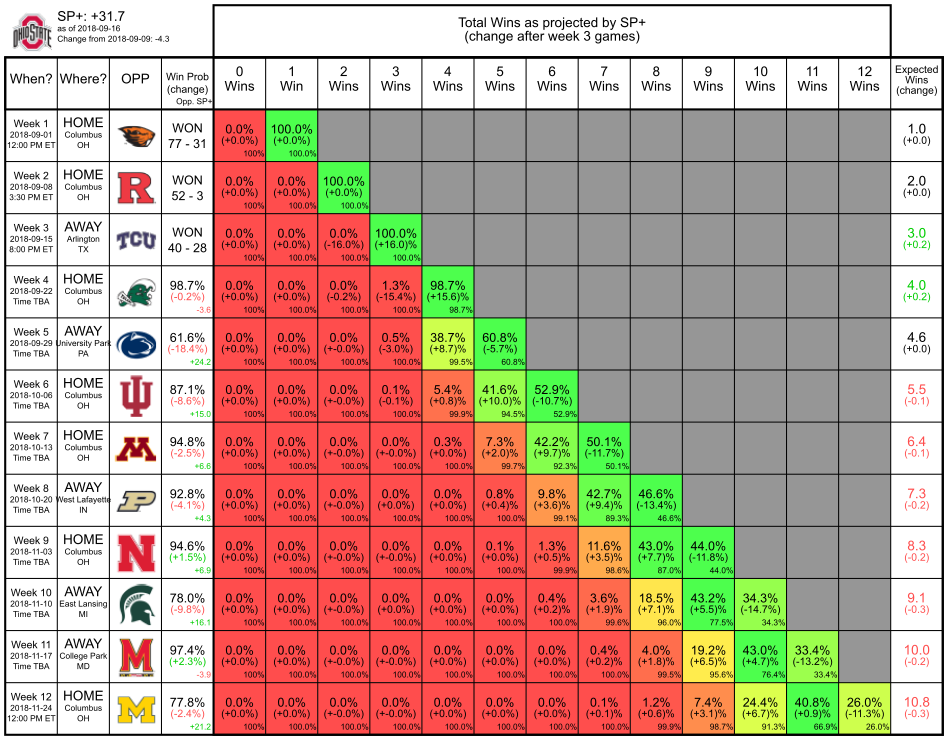 OHIO STATE
SP+: +31.7
as of 2018-09-16
Change from 2018-09-09: -4.3
Total Wins as projected by SP+
(change after week 3 games)
When? Where? OPP Win Prob 0 1 2 3 4 5 6 7 8 9 10 11 12 Expected
(change) Wins Win Wins Wins Wins Wins Wins Wins Wins Wins Wins Wins Wins Wins
Opp. SP+ (change)
Week 1 HOME WON 0.0% 100.0% 1.0
2018-09-01 Columbus 77 - 31 (+0.0%) (+0.0%) (+0.0)
12:00 PM ET OH 100% 100.0%
Week 2 HOME R WON 0.0% 0.0% 100.0% 2.0
2018-09-08 Columbus 52 - 3 (+0.0%) (+0.0%) (+0.0%) (+0.0)
3:30 PM ET OH 100% 100.0% 100.0%
Week 3 AWAY TCU WON 0.0% 0.0% 0.0% 100.0% 3.0
2018-09-15 Arlington 40 - 28 (+0.0%) (+0.0%) (-16.0%) (+16.0)% (+0.2)
8:00 PM ET TX 100% 100.0% 100.0% 100.0%
Week 4 HOME 98.7% 0.0% 0.0% 0.0% 1.3% 98.7% 4.0
2018-09-22 Columbus (-0.2%) (+0.0%) (+0.0%) (-0.2%) (-15.4%) (+15.6)% (+0.2)
Time TBA OH -3.6 100% 100.0% 100.0% 100.0% 98.7%
Week 5 AWAY 61.6% 0.0% 0.0% 0.0% 0.5% 38.7% 60.8% 4.6
2018-09-29 University Park (-18.4%) (+0.0%) (+0.0%) (+-0.0%) (-3.0%) (+8.7)% (-5.7%) (+0.0)
Time TBA PA +24.2 100% 100.0% 100.0% 100.0% 99.5% 60.8%
Week 6 HOME 87.1% 0.0% 0.0% 0.0% 0.1% 5.4% 41.6% 52.9% 5.5
2018-10-06 Columbus (-8.6%) (+0.0%) (+0.0%) (+-0.0%) (-0.1%) (+0.8)% (+10.0)% (-10.7%) (-0.1)
Time TBA OH +15.0 100% 100.0% 100.0% 100.0% 99.9% 94.5% 52.9%
Week 7 HOME M 94.8% 0.0% 0.0% 0.0% 0.0% 0.3% 7.3% 42.2% 50.1% 6.4
2018-10-13 Columbus (-2.5%) (+0.0%) (+0.0%) (+-0.0%) (+-0.0%) (+0.0)% (+2.0)% (+9.7)% (-11.7%) (-0.1)
Time TBA OH +6.6 100% 100.0% 100.0% 100.0% 100.0% 99.7% 92.3% 50.1%
Week 8 AWAY P 92.8% 0.0% 0.0% 0.0% 0.0% 0.0% 0.8% 9.8% 42.7% 46.6% 7.3
2018-10-20 West Lafayette (-4.1%) (+0.0%) (+0.0%) (+-0.0%) (+-0.0%) (+0.0)% (+0.4)% (+3.6)% (+9.4)% (-13.4%) (-0.2)
Time TBA IN +4.3 100% 100.0% 100.0% 100.0% 100.0% 100.0% 99.1% 89.3% 46.6%
Week 9 HOME N 94.6% 0.0% 0.0% 0.0% 0.0% 0.0% 0.1% 1.3% 11.6% 43.0% 44.0% 8.3
2018-11-03 Columbus (+1.5%) (+0.0%) (+0.0%) (+-0.0%) (+-0.0%) (+-0.0%) (+0.0)% (+0.5)% (+3.5)% (+7.7)% (-11.8%) (-0.2)
Time TBA OH +6.9 100% 100.0% 100.0% 100.0% 100.0% 100.0% 99.9% 98.6% 87.0% 44.0%
Week 10 AWAY 78.0% 0.0% 0.0% 0.0% 0.0% 0.0% 0.0% 0.4% 3.6% 18.5% 43.2% 34.3% 9.1
2018-11-10 East Lansing (-9.8%) (+0.0%) (+0.0%) (+0.0%) (+-0.0%) (+-0.0%) (+0.0)% (+0.2)% (+1.9)% (+7.1)% (+5.5)% (-14.7%) (-0.3)
Time TBA MI +16.1 100% 100.0% 100.0% 100.0% 100.0% 100.0% 100.0% 99.6% 96.0% 77.5% 34.3%
Week 11 AWAY M 97.4% 0.0% 0.0% 0.0% 0.0% 0.0% 0.0% 0.0% 0.4% 4.0% 19.2% 43.0% 33.4% 10.0
2018-11-17 College Park (+2.3%) (+0.0%) (+0.0%) (+0.0%) (+-0.0%) (+0.0%) (+0.0)% (+0.0)% (+0.2)% (+1.8)% (+6.5)% (+4.7)% (-13.2%) (-0.2)
Time TBA MD -3.9 100% 100.0% 100.0% 100.0% 100.0% 100.0% 100.0% 100.0% 99.5% 95.6% 76.4% 33.4%
Week 12 HOME M 77.8% 0.0% 0.0% 0.0% 0.0% 0.0% 0.0% 0.0% 0.1% 1.2% 7.4% 24.4% 40.8% 26.0% 10.8
2018-11-24 Columbus (-2.4%) (+0.0%) (+0.0%) (+0.0%) (+0.0%) (+-0.0%) (+0.0)% (+0.0)% (+0.1)% (+0.6)% (+3.1)% (+6.7)% (+0.9)% (-11.3%) (-0.3)
12:00 PM ET OH +21.2 100% 100.0% 100.0% 100.0% 100.0% 100.0% 100.0% 100.0% 99.9% 98.7% 91.3% 66.9% 26.0%